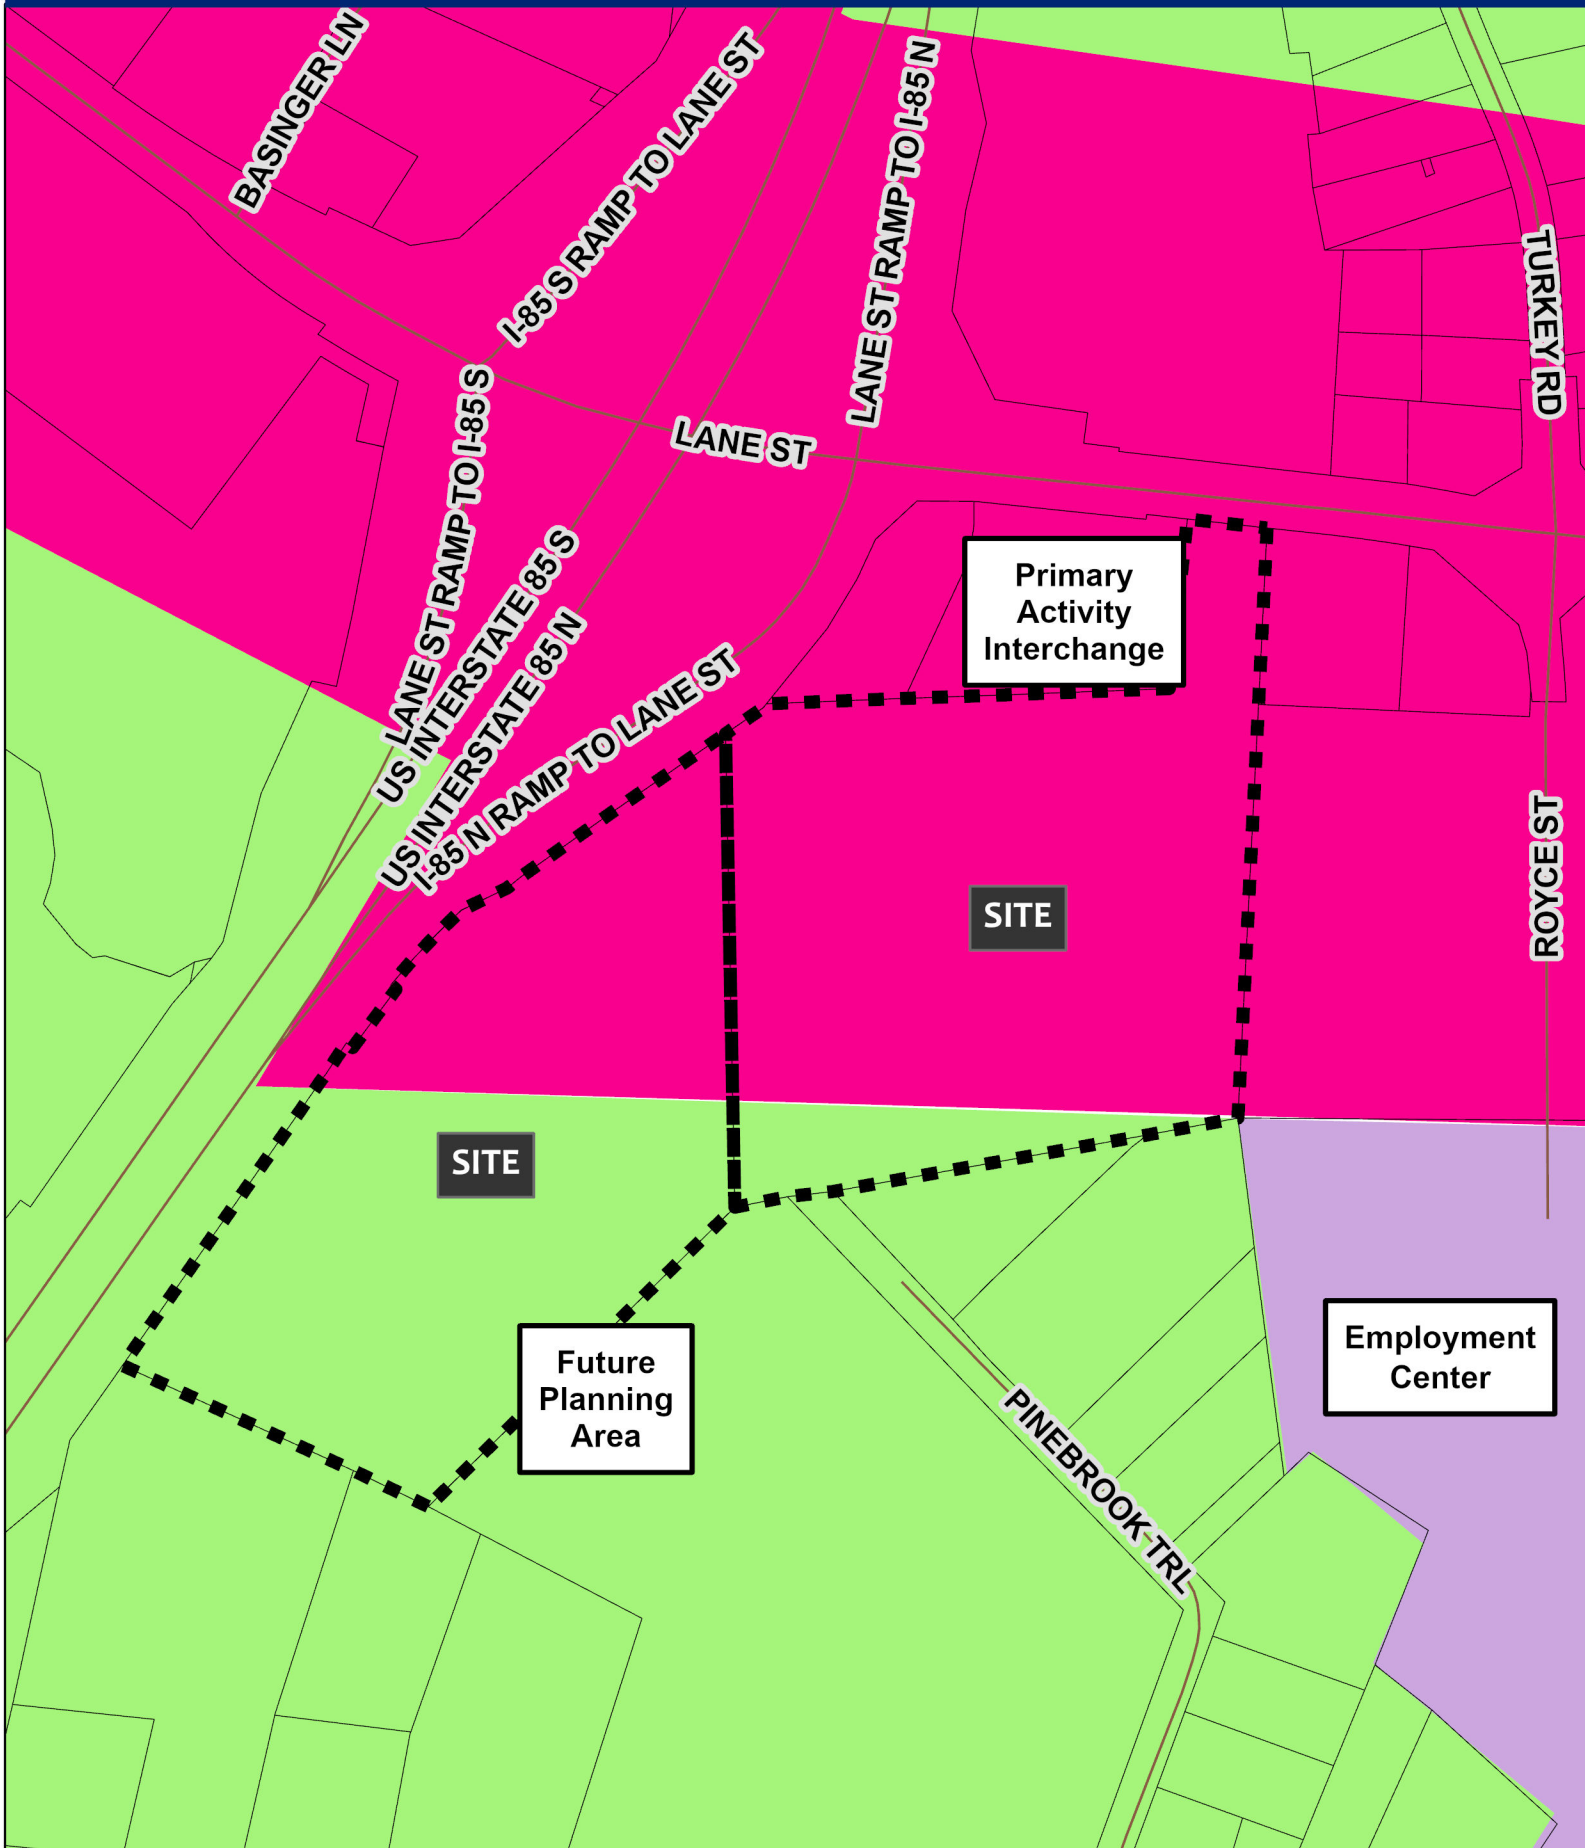 BASINGER LN
I-85 S RAMP TO LANE ST
LANE ST RAMP TO I-85 N
TURKEY RD
LANE ST RAMP TO I-85 S
LANE ST
US INTERSTATE 85 S
US INTERSTATE 85 N
I-85 N RAMP TO LANE ST
Primary
Activity
Interchange
ROYCE ST
SITE
SITE
Future
Planning
Area
Employment
Center
PINEBROOK TRL